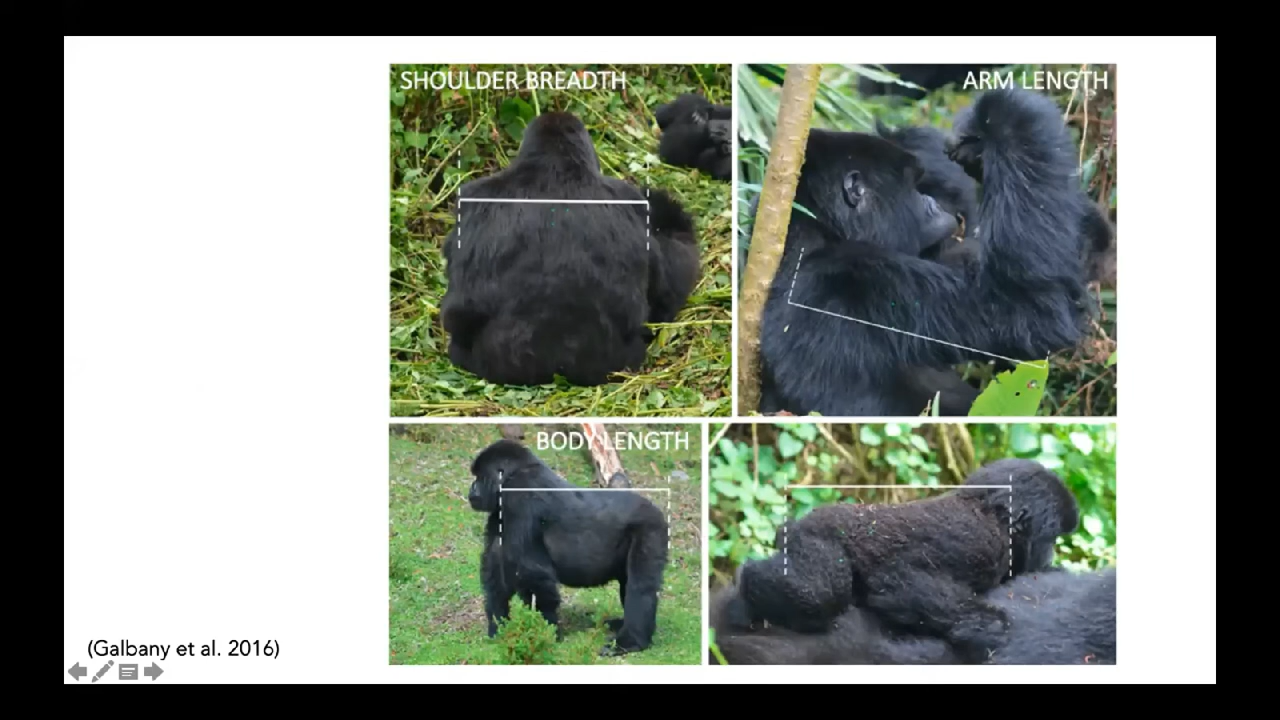 SHOULDER BREADTH
ARM LENGTH
BODY LENGTH
(Galbany et al. 2016)